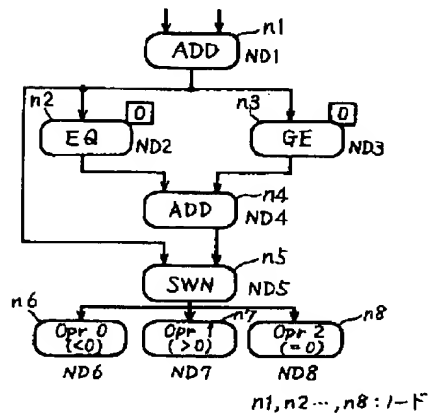 n1
ADD
ND1
n2
n3
0
0
EQ
GE
ND2
ND3
n4
ADD
ND4
n5
SWN
ND5
n6
n7
n8
Opr 0
(<0)
Opr 1
(>0)
Opr 2
(=0)
ND6
ND7
ND8
n1,n2…,n8:ノード